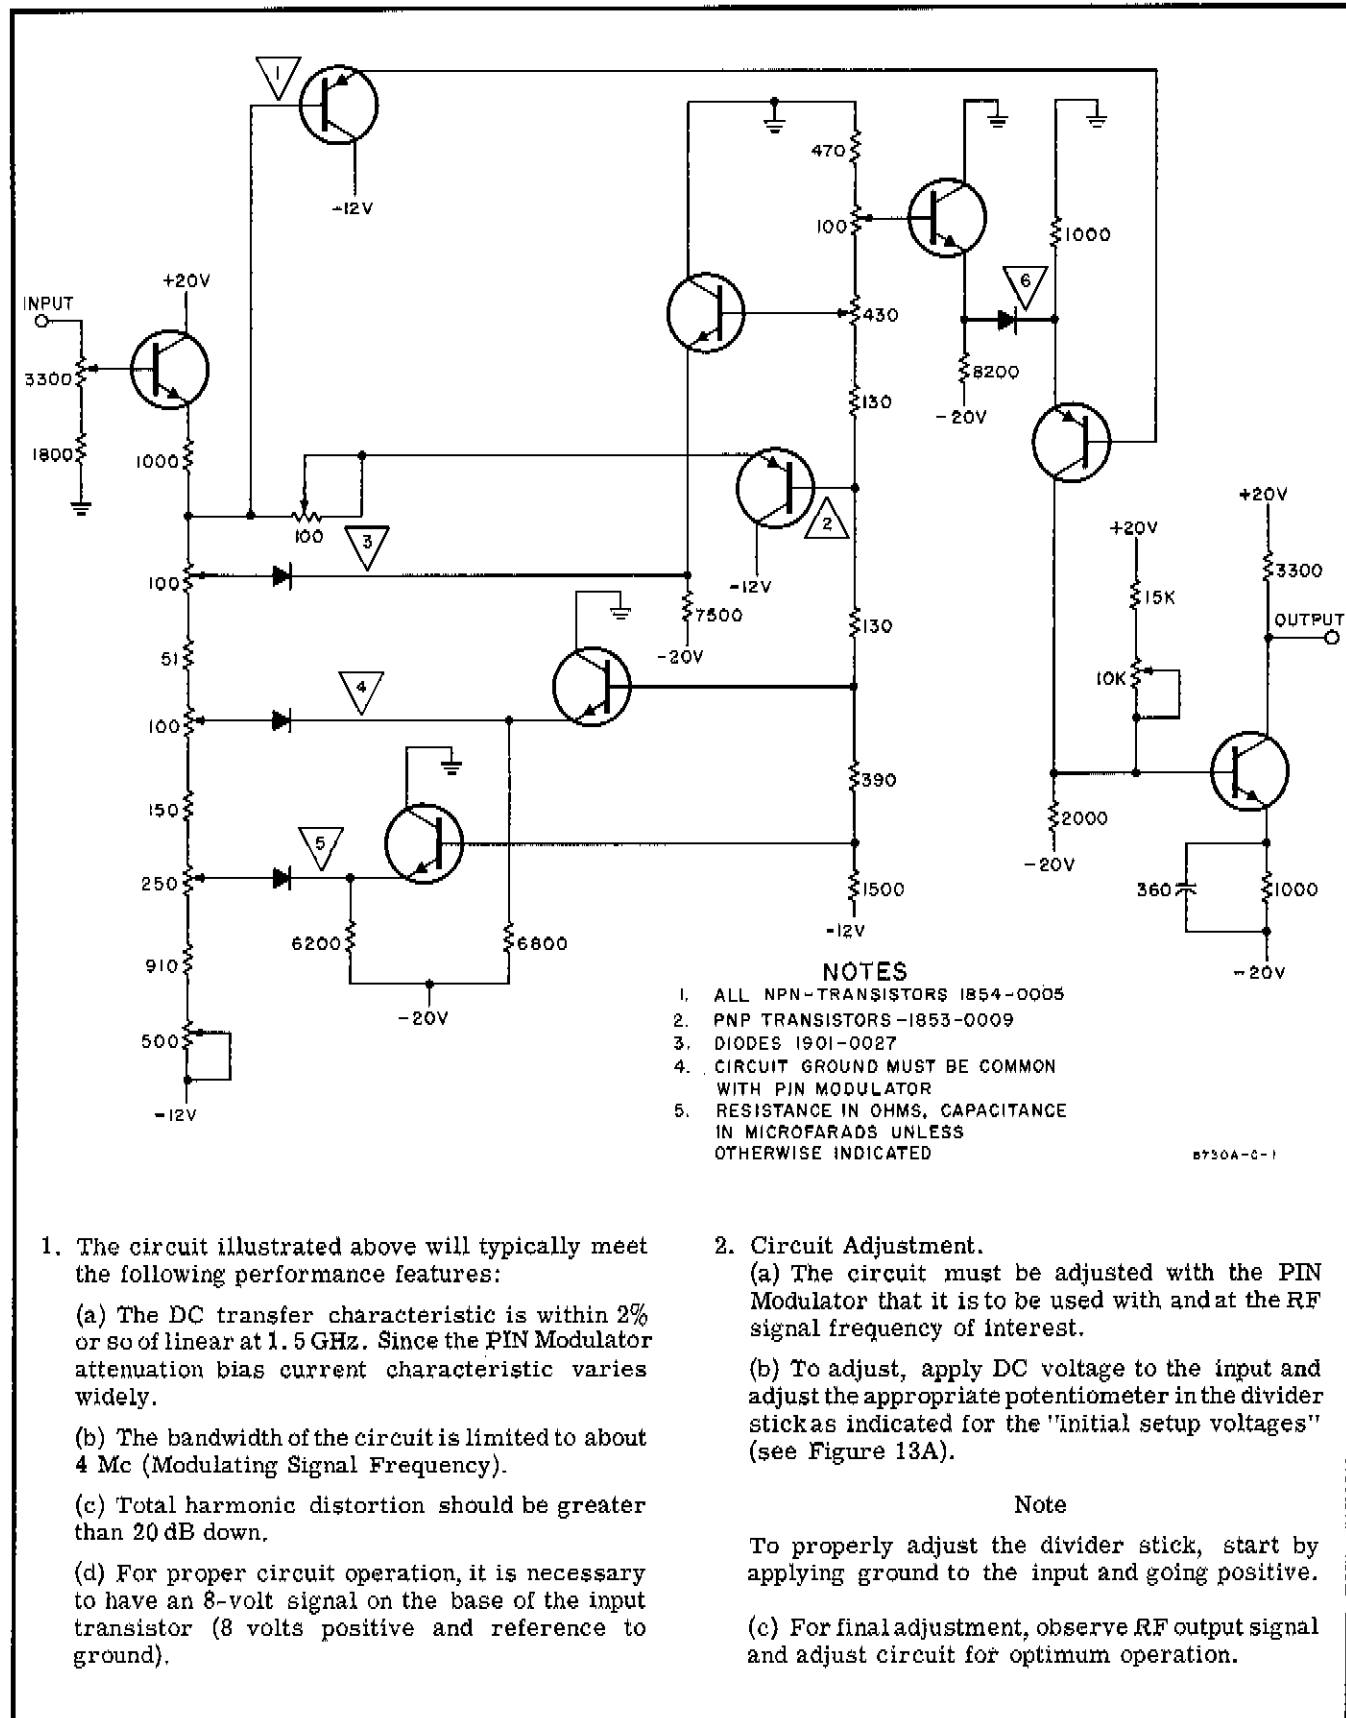 1
-12V
470
100
1000
6
+20V
INPUT
3300
430
8200
-20V
130
1800
1000
+20V
100
3
2
+20V
-12V
3300
100
7500
15K
OUTPUT
-20V
130
51
10K
4
100
390
150
2000
5
-20V
250
1500
360
1000
6200
6800
-12V
910
-20V
-20V
500
-12V
NOTES
1. ALL NPN-TRANSISTORS 1854-0005
2. PNP TRANSISTORS-1853-0009
3. DIODES 1901-0027
4. CIRCUIT GROUND MUST BE COMMON
WITH PIN MODULATOR
5. RESISTANCE IN OHMS, CAPACITANCE
IN MICROFARADS UNLESS
OTHERWISE INDICATED
8730A-C-1
1. The circuit illustrated above will typically meet
the following performance features:
(a) The DC transfer characteristic is within 2%
or so of linear at 1.5 GHz. Since the PIN Modulator
attenuation bias current characteristic varies
widely.
(b) The bandwidth of the circuit is limited to about
4 Mc (Modulating Signal Frequency).
(c) Total harmonic distortion should be greater
than 20 dB down.
(d) For proper circuit operation, it is necessary
to have an 8-volt signal on the base of the input
transistor (8 volts positive and reference to
ground).
2. Circuit Adjustment.
(a) The circuit must be adjusted with the PIN
Modulator that it is to be used with and at the RF
signal frequency of interest.
(b) To adjust, apply DC voltage to the input and
adjust the appropriate potentiometer in the divider
stick as indicated for the "initial setup voltages"
(see Figure 13A).
Note
To properly adjust the divider stick, start by
applying ground to the input and going positive.
(c) For final adjustment, observe RF output signal
and adjust circuit for optimum operation.